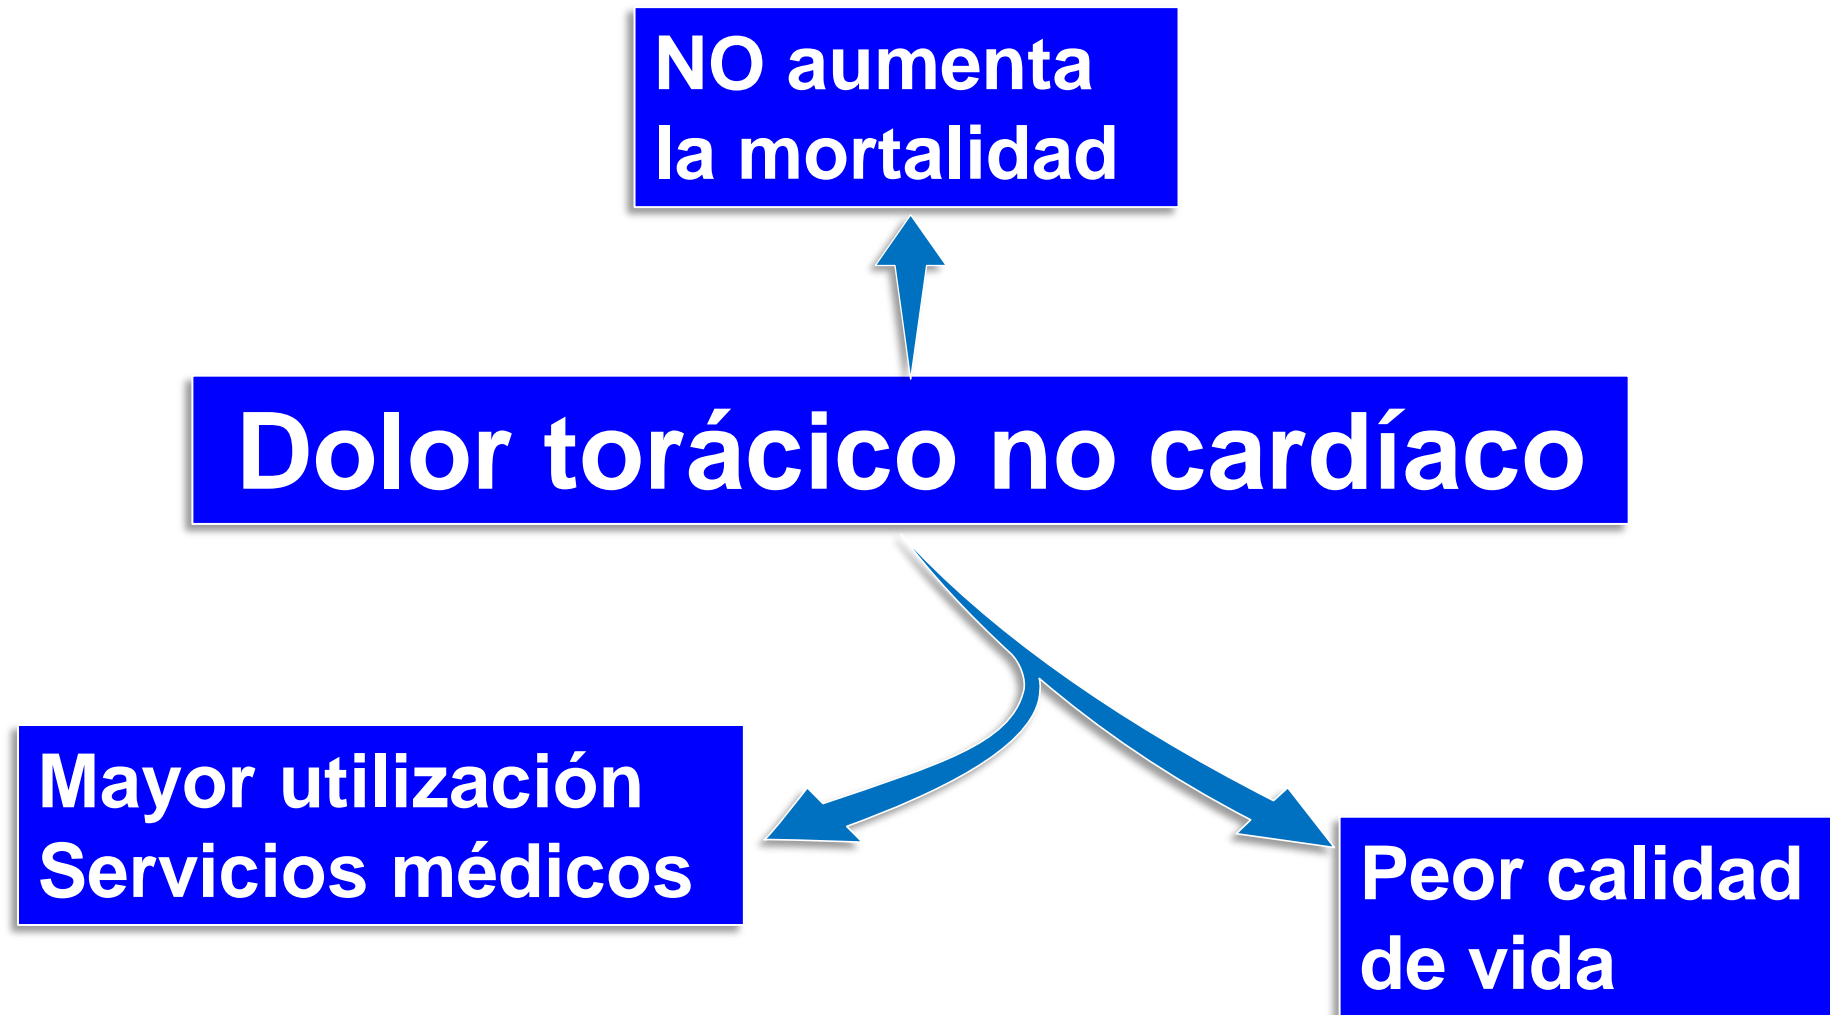 NO aumenta
la mortalidad
Dolor torácico no cardíaco
Mayor utilización
Servicios médicos
Peor calidad
de vida